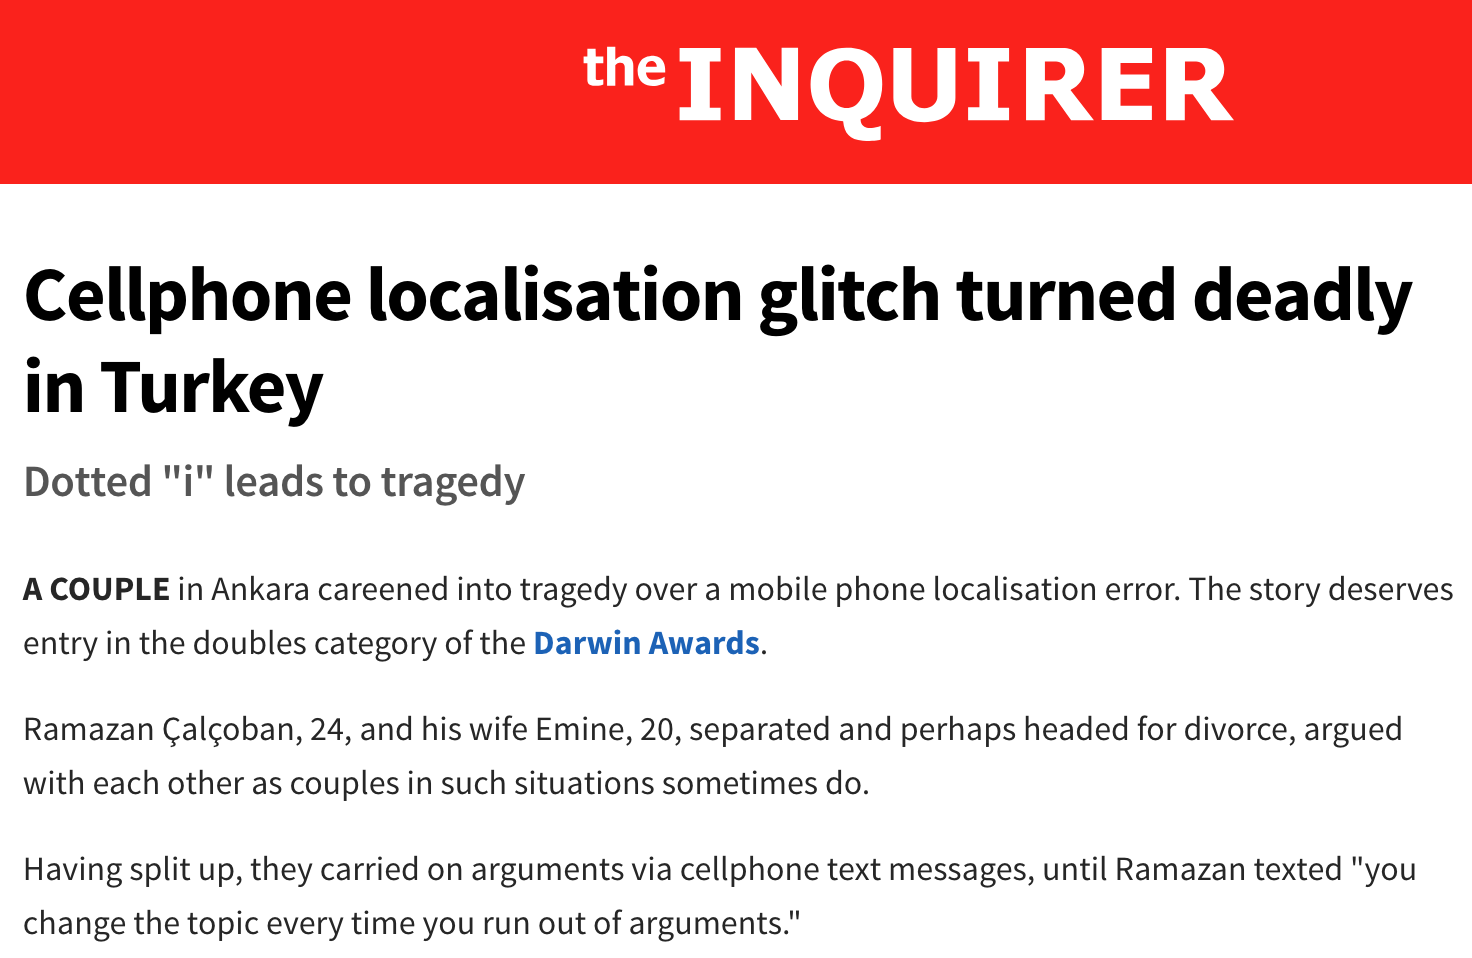 the INQUIRER
Cellphone localisation glitch turned deadly
in Turkey
Dotted "i" leads to tragedy
A COUPLE in Ankara careened into tragedy over a mobile phone localisation error. The story deserves
entry in the doubles category of the Darwin Awards.
Ramazan Çalçoban, 24, and his wife Emine, 20, separated and perhaps headed for divorce, argued
with each other as couples in such situations sometimes do.
Having split up, they carried on arguments via cellphone text messages, until Ramazan texted "you
change the topic every time you run out of arguments."